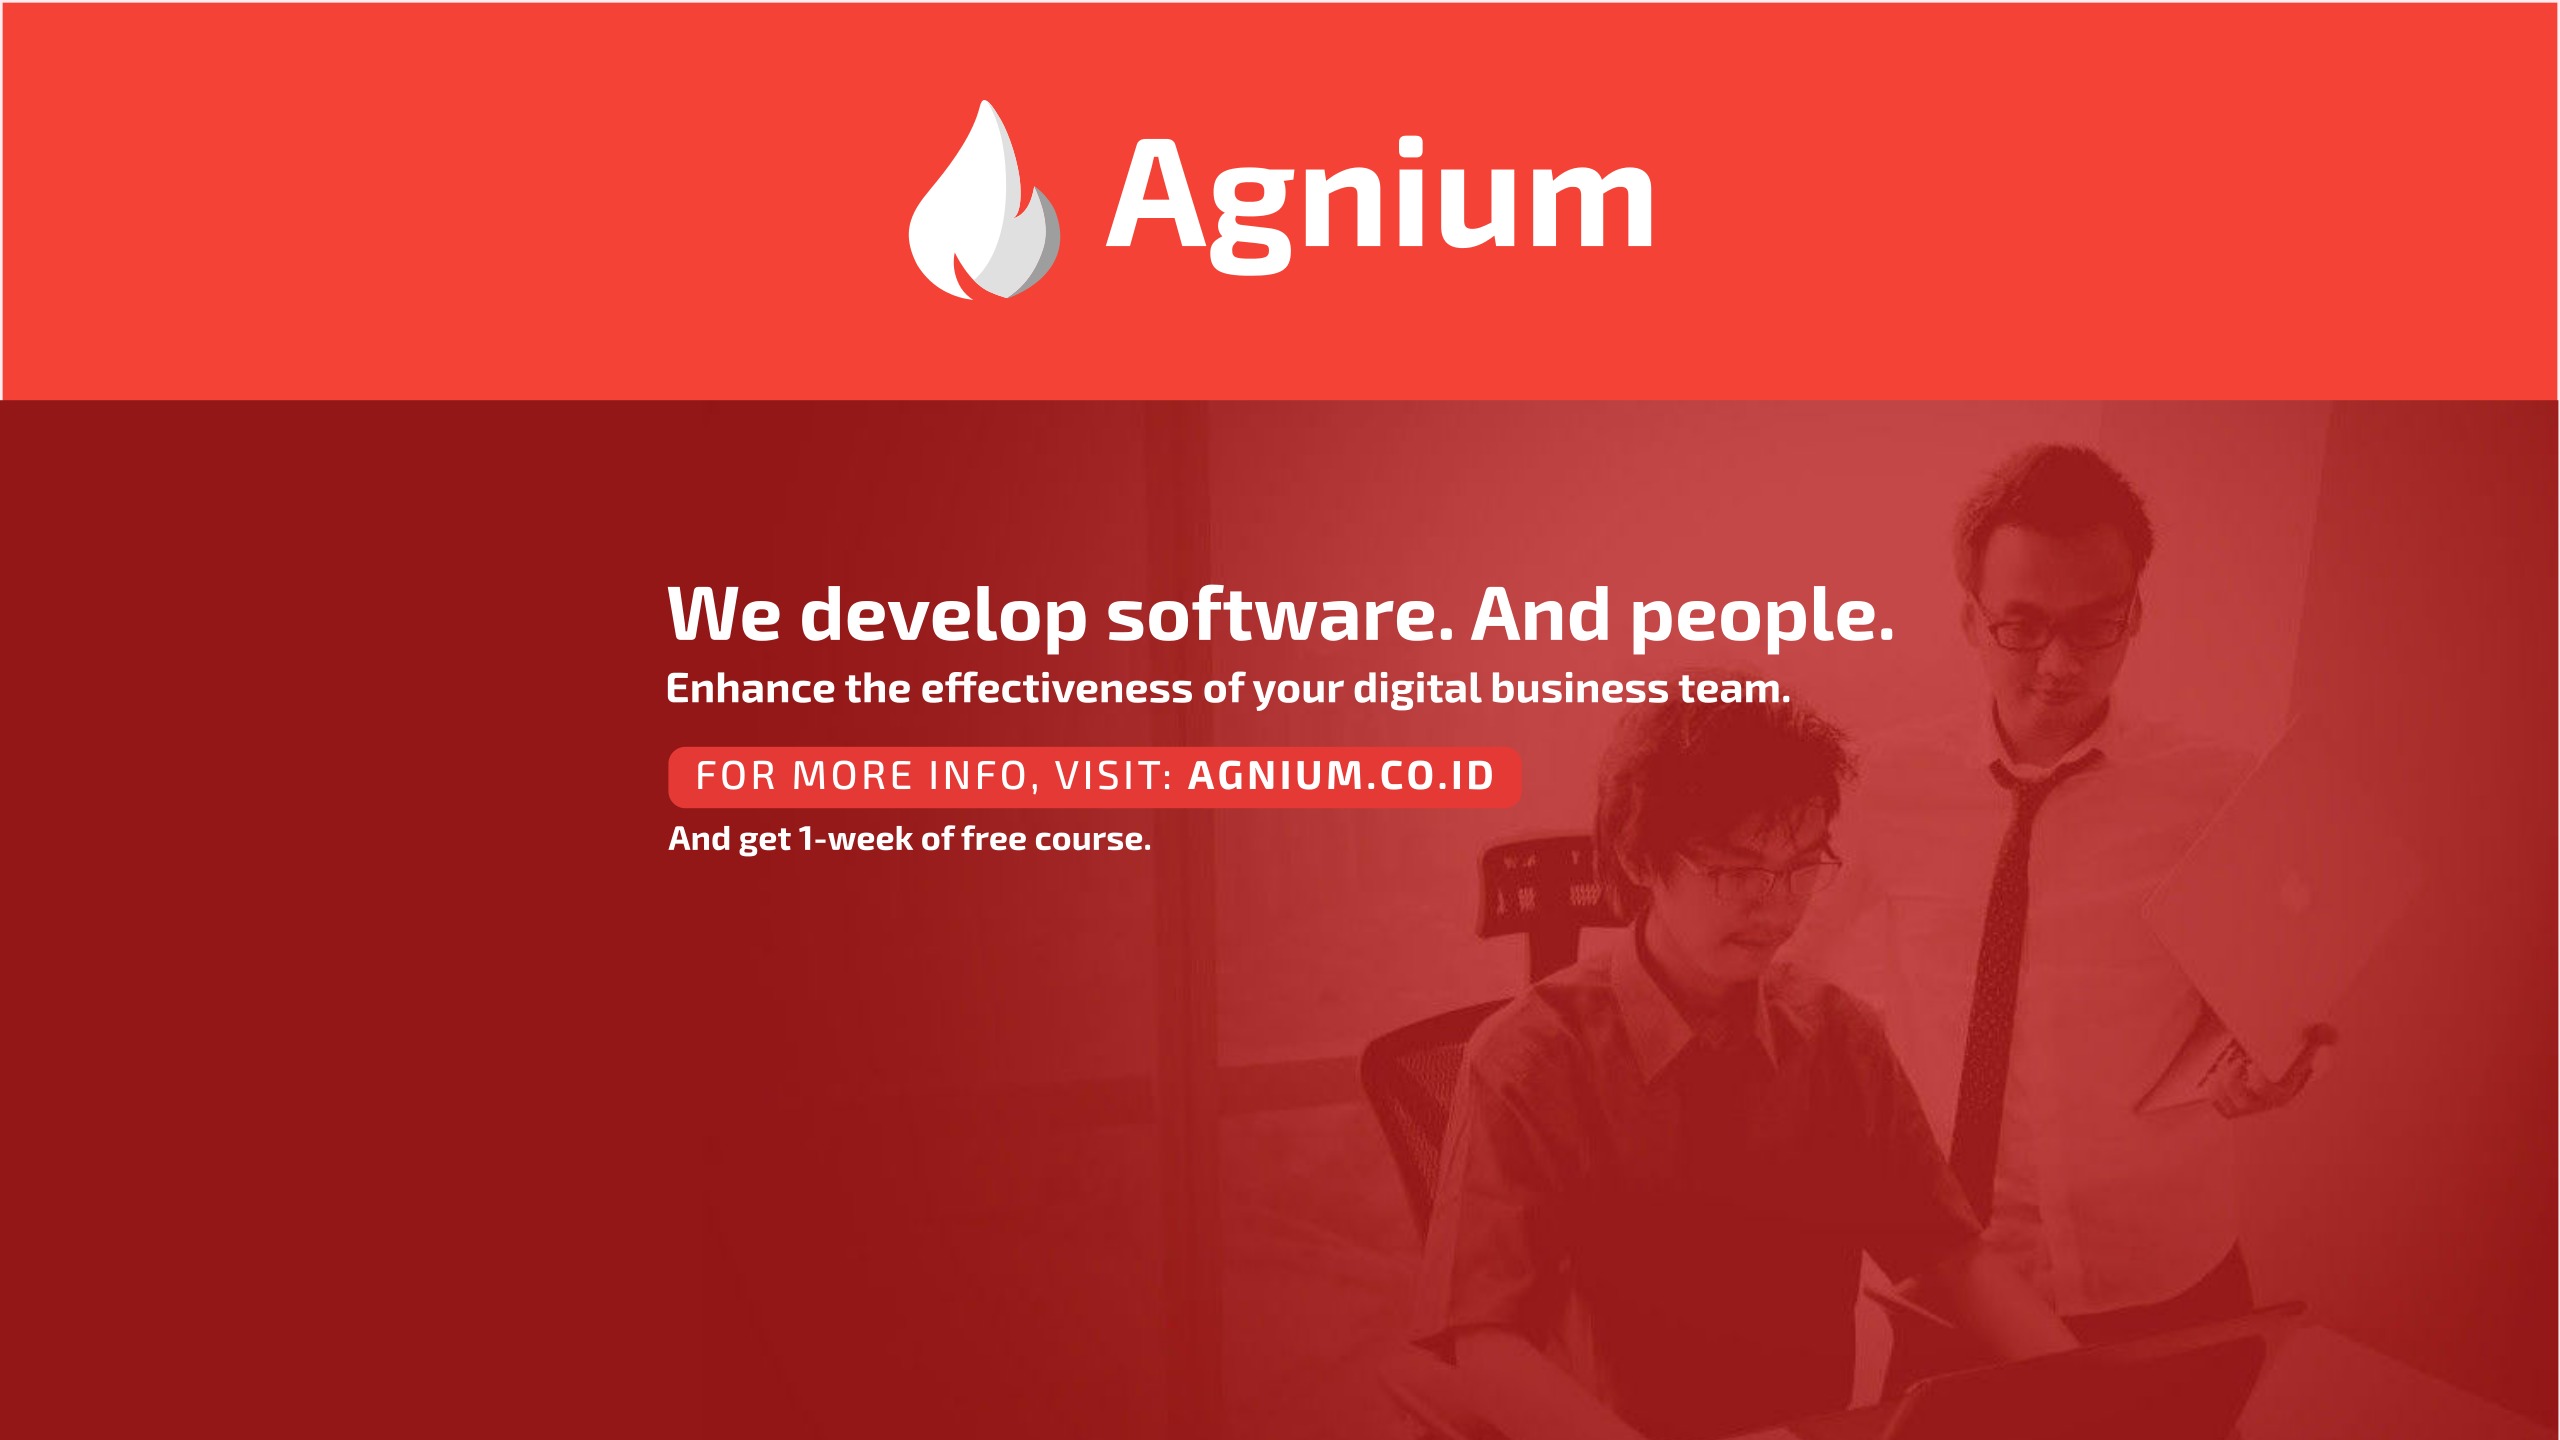 Agnium
We develop software. And people.
Enhance the effectiveness of your digital business team.
FOR MORE INFO, VISIT: AGNIUM.CO.ID
And get 1-week of free course.